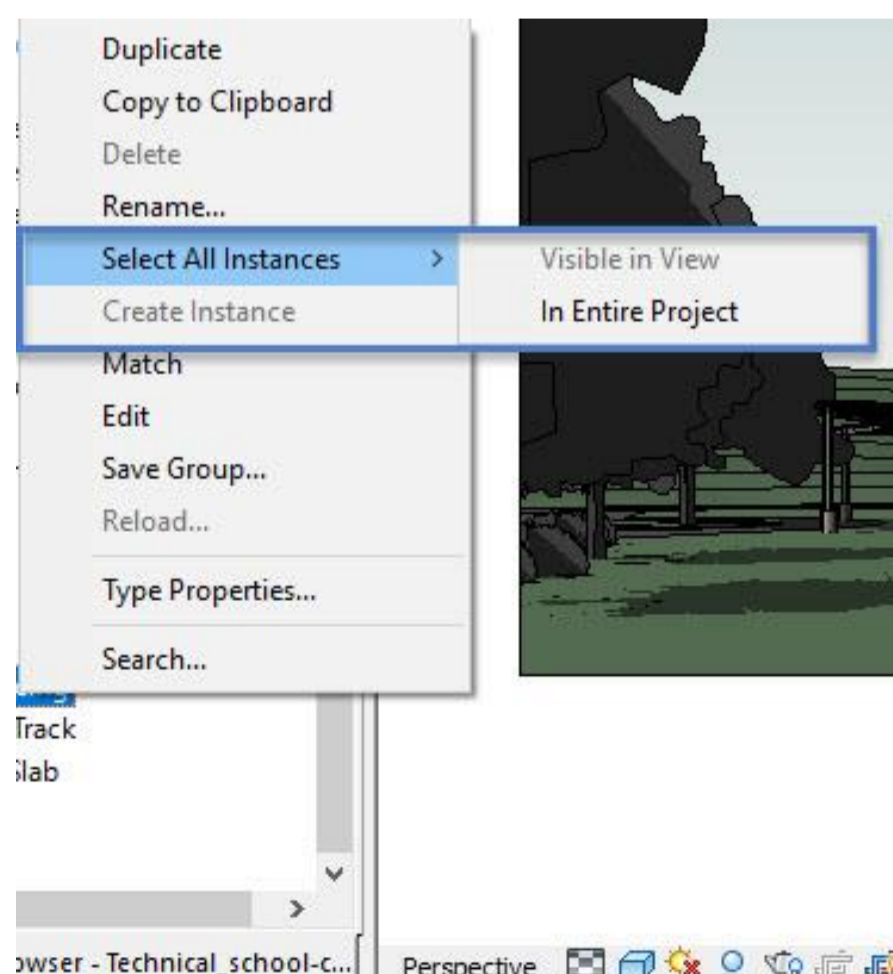 Duplicate
Copy to Clipboard
Delete
Rename...
Select All Instances >
Visible in View
Create Instance
In Entire Project
Match
Edit
Save Group...
Reload...
Type Properties...
Search...
Track
Slab
owser - Technical_school-c...
Perspective